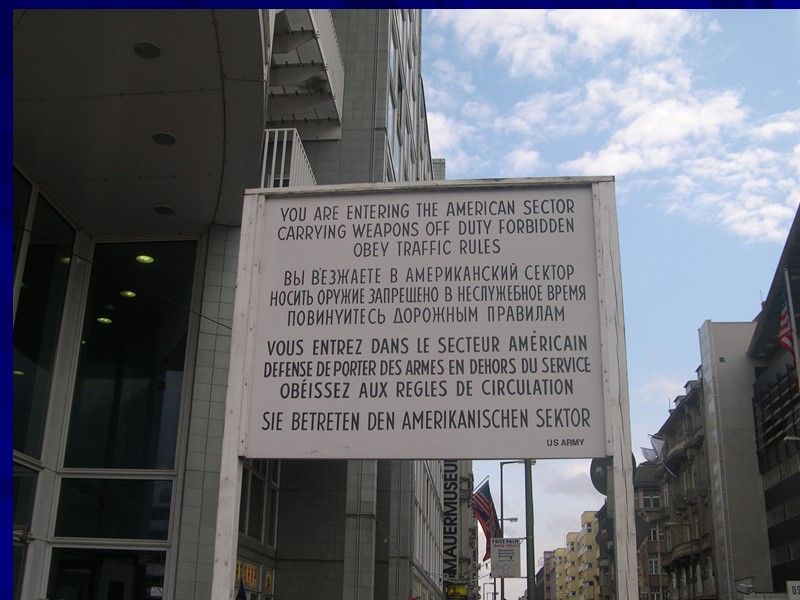 YOU ARE ENTERING THE AMERICAN SECTOR
CARRYING WEAPONS OFF DUTY FORBIDDEN
OBEY TRAFFIC RULES
ВЫ ВЪЕЗЖАЕТЕ В АМЕРИКАНСКИЙ СЕКТОР
НОСИТЬ ОРУЖИЕ ЗАПРЕЩЕНО В НЕСЛУЖЕБНОЕ ВРЕМЯ
ПОВИНУЙТЕСЬ ДОРОЖНЫМ ПРАВИЛАМ
VOUS ENTREZ DANS LE SECTEUR AMÉRICAIN
DEFENSE DE PORTER DES ARMES EN DEHORS DU SERVICE
OBÉISSEZ AUX REGLES DE CIRCULATION
SIE BETRETEN DEN AMERIKANISCHEN SEKTOR
US ARMY
MAUERMUSEU
US